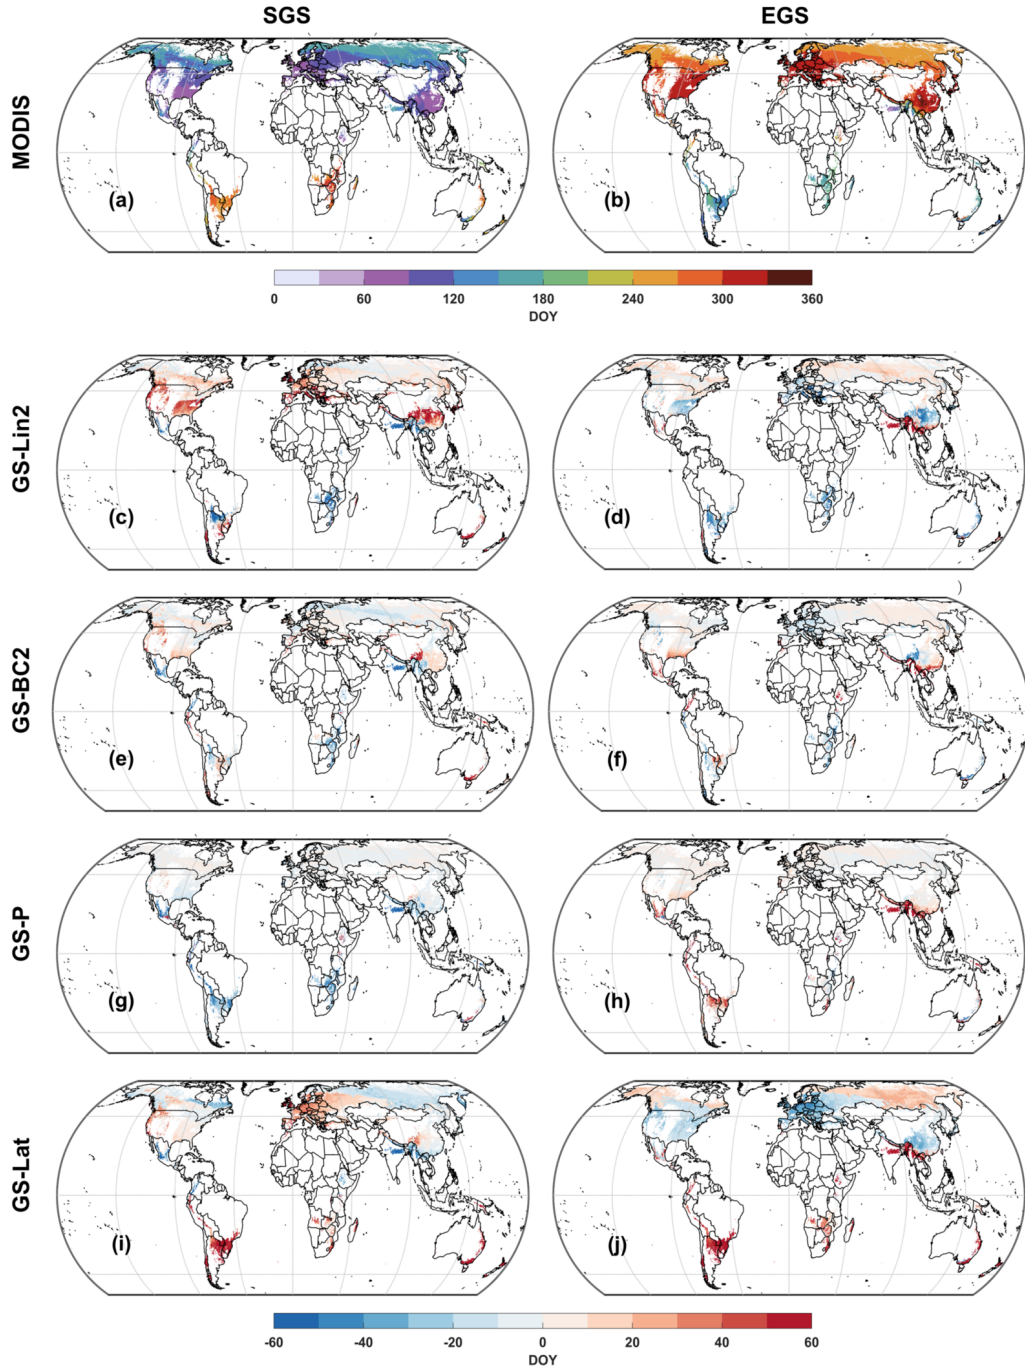 SGS EGS
MODIS
(a) (b)
0 60 120 180 240 300 360
DOY
GS-Lin2
(c) (d)
)
GS-BC2
(e) (f)
GS-P
(g) (h)
GS-Lat
(i) (j)
-60 -40 -20 0 20 40 60
DOY